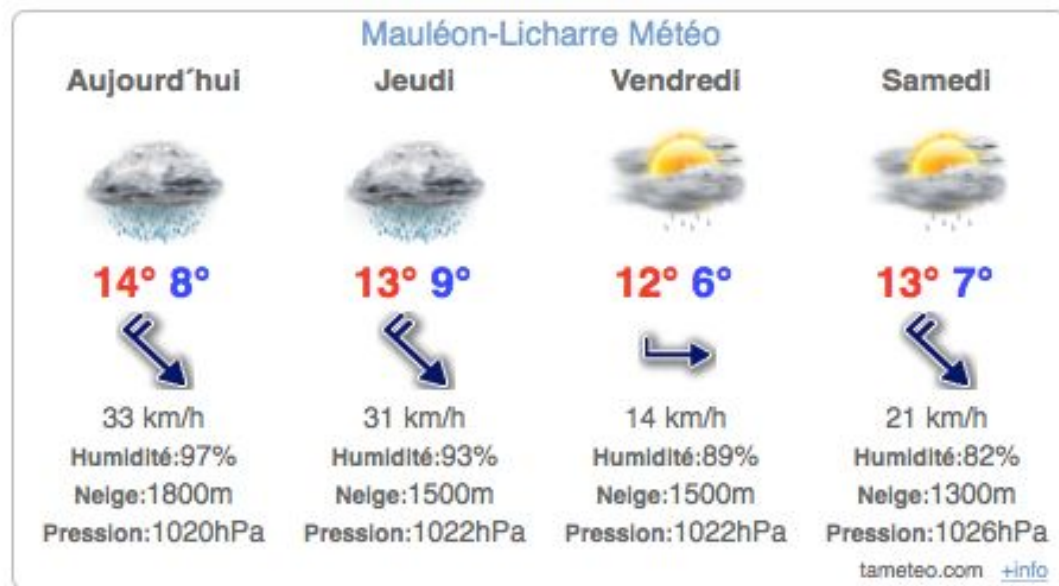 Mauléon-Licharre Météo
Aujourd´hui Jeudi Vendredi Samedi
14° 8° 13° 9° 12° 6° 13° 7°
33 km/h 31 km/h 14 km/h 21 km/h
Humidité:97% Humidité:93% Humidité:89% Humidité:82%
Neige:1800m Neige:1500m Neige:1500m Neige:1300m
Pression:1020hPa Pression:1022hPa Pression:1022hPa Pression:1026hPa
tameteo.com +info